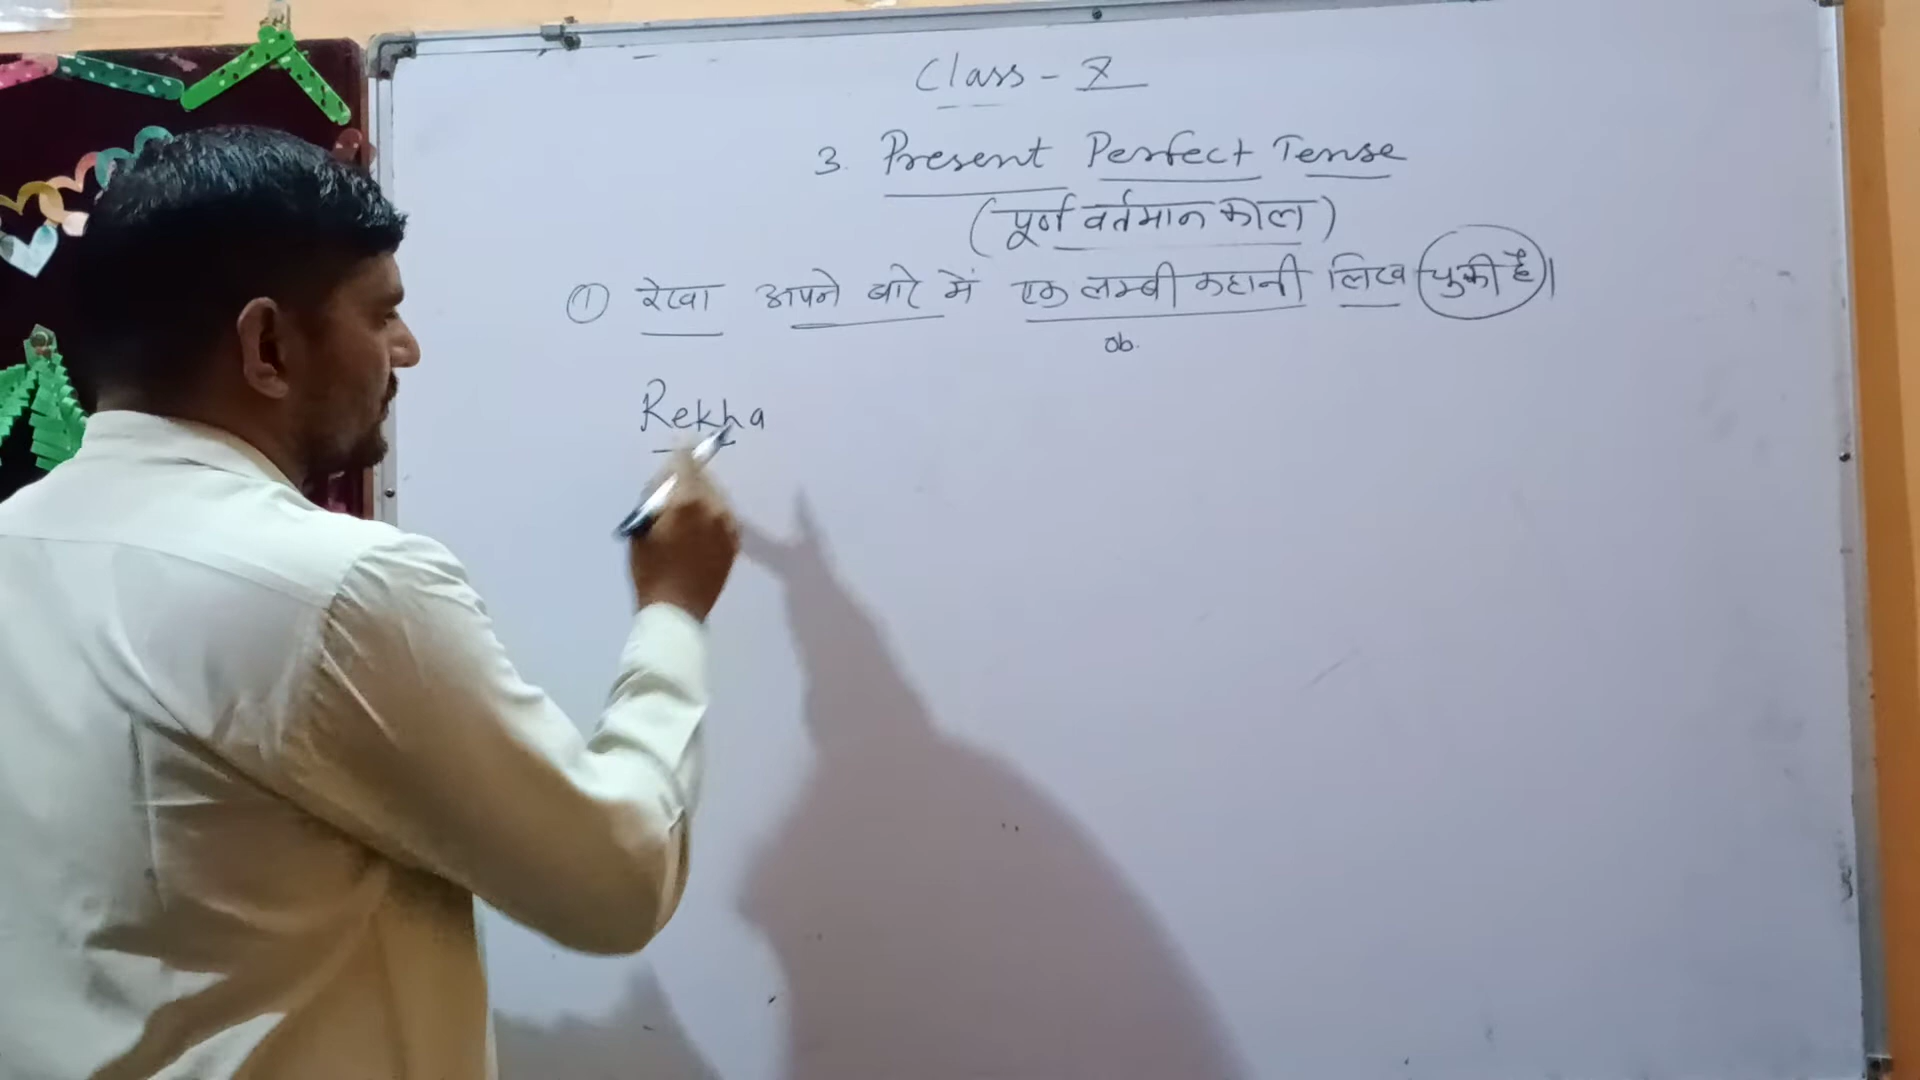 Class - X
3. Present Perfect Tense
(पूर्ण वर्तमान काल)
① रेखा अपने बारे में एक लम्बी कहानी लिख चुकी है।
ob.
Rekha